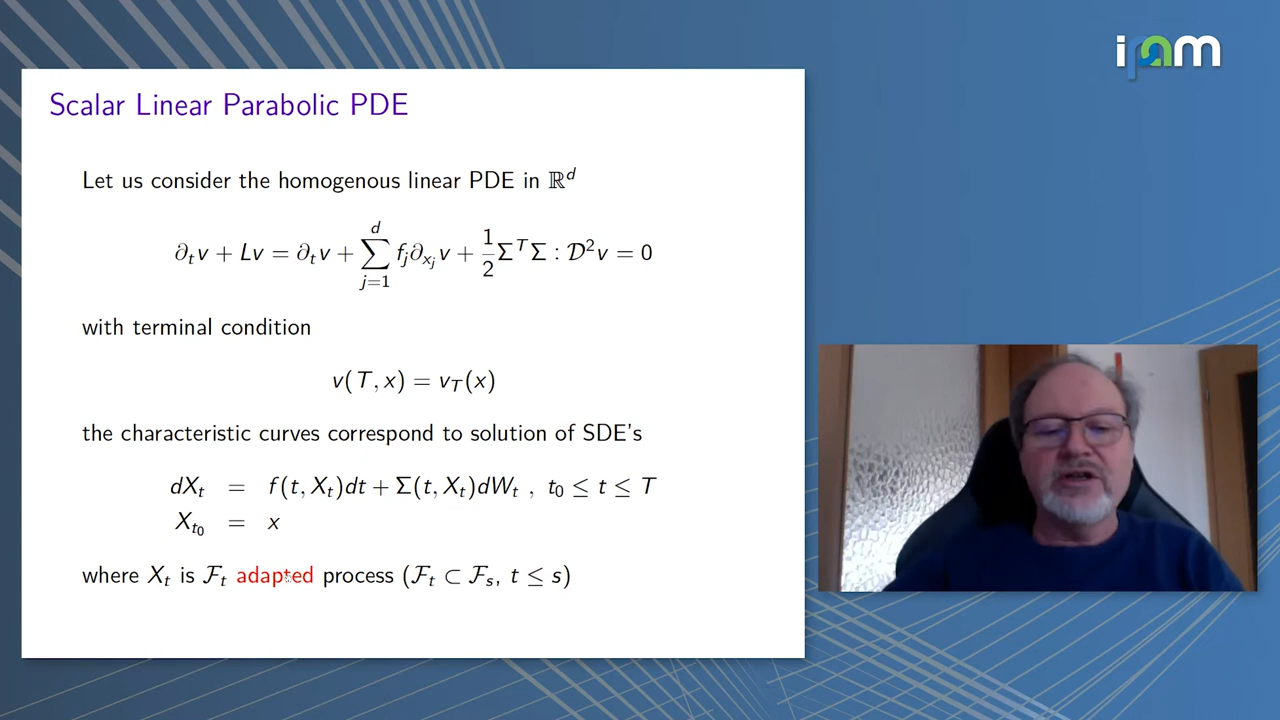 ipam
Scalar Linear Parabolic PDE
Let us consider the homogenous linear PDE in ℝ^d
∂_t v + Lv = ∂_t v + ∑_{j=1}^{d} f_j ∂_{x_j} v + 1/2 Σ^T Σ : 𝒟²v = 0
with terminal condition
v(T, x) = v_T(x)
the characteristic curves correspond to solution of SDE's
dX_t = f(t, X_t)dt + Σ(t, X_t)dW_t , t_0 ≤ t ≤ T
X_{t_0} = x
where X_t is ℱ_t adapted process (ℱ_t ⊂ ℱ_s, t ≤ s)